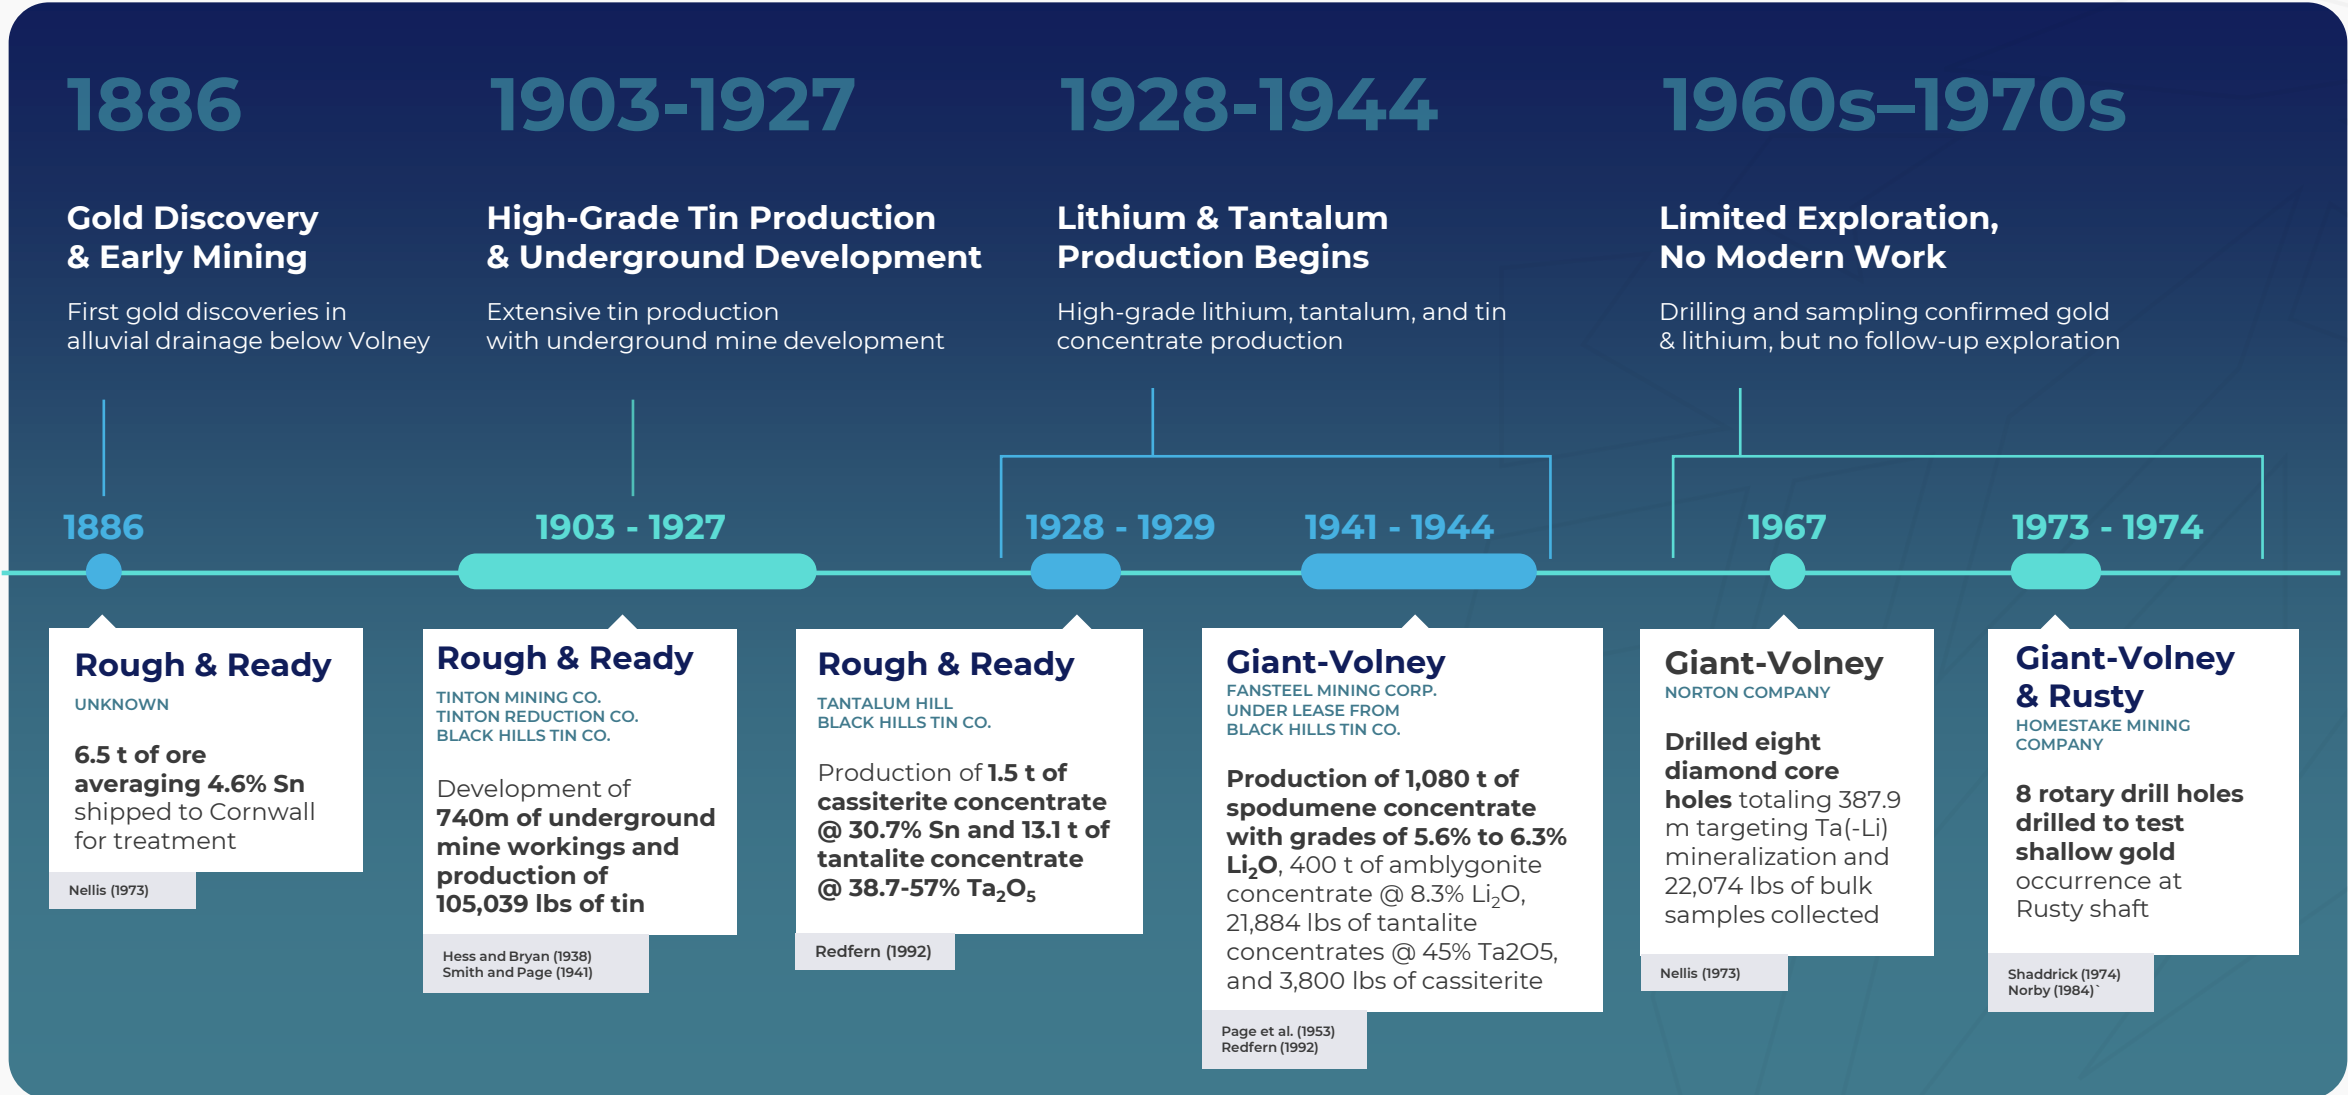 1886
Gold Discovery
& Early Mining
First gold discoveries in
alluvial drainage below Volney
1903-1927
High-Grade Tin Production
& Underground Development
Extensive tin production
with underground mine development
1928-1944
Lithium & Tantalum
Production Begins
High-grade lithium, tantalum, and tin
concentrate production
1960s–1970s
Limited Exploration,
No Modern Work
Drilling and sampling confirmed gold
& lithium, but no follow-up exploration
1886
Rough & Ready
UNKNOWN
6.5 t of ore
averaging 4.6% Sn
shipped to Cornwall
for treatment
Nellis (1973)
1903 - 1927
Rough & Ready
TINTON MINING CO.
TINTON REDUCTION CO.
BLACK HILLS TIN CO.
Development of
740m of underground
mine workings and
production of
105,039 lbs of tin
Hess and Bryan (1938)
Smith and Page (1941)
1928 - 1929
Rough & Ready
TANTALUM HILL
BLACK HILLS TIN CO.
Production of 1.5 t of
cassiterite concentrate
@ 30.7% Sn and 13.1 t of
tantalite concentrate
@ 38.7-57% Ta₂O₅
Redfern (1992)
1941 - 1944
Giant-Volney
FANSTEEL MINING CORP.
UNDER LEASE FROM
BLACK HILLS TIN CO.
Production of 1,080 t of
spodumene concentrate
with grades of 5.6% to 6.3%
Li₂O, 400 t of amblygonite
concentrate @ 8.3% Li₂O,
21,884 lbs of tantalite
concentrates @ 45% Ta2O5,
and 3,800 lbs of cassiterite
Page et al. (1953)
Redfern (1992)
1967
Giant-Volney
NORTON COMPANY
Drilled eight
diamond core
holes totaling 387.9
m targeting Ta(-Li)
mineralization and
22,074 lbs of bulk
samples collected
Nellis (1973)
1973 - 1974
Giant-Volney
& Rusty
HOMESTAKE MINING
COMPANY
8 rotary drill holes
drilled to test
shallow gold
occurrence at
Rusty shaft
Shaddrick (1974)
Norby (1984)`